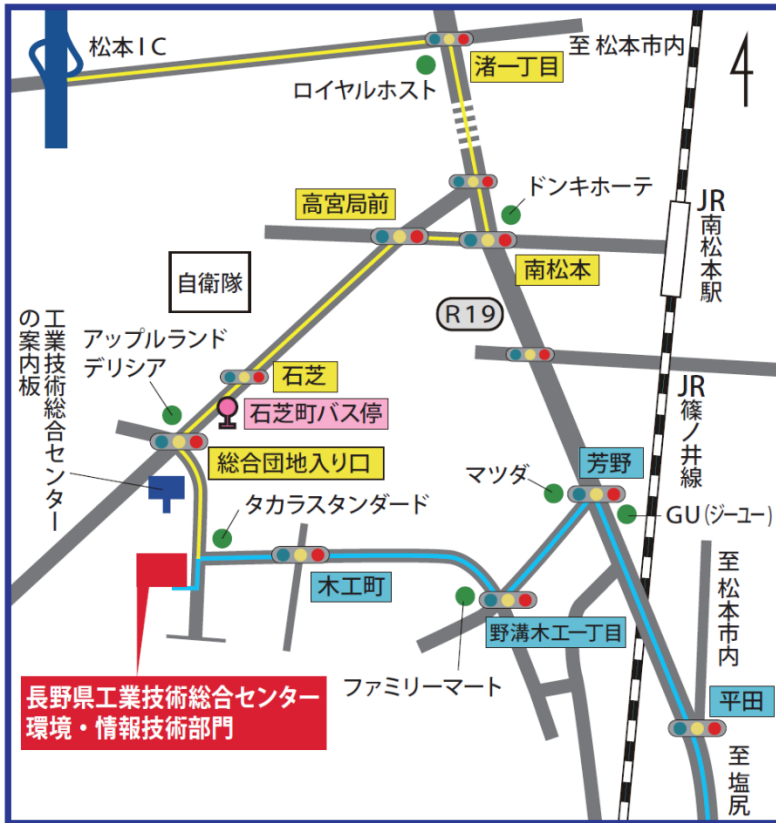 松本IC
至 松本市内
渚一丁目
ロイヤルホスト
4
ドンキホーテ
高宮局前
JR
南松本駅
南松本
自衛隊
R19
工業技術総合センター
の案内板
アップルランド
デリシア
石芝
石芝町バス停
JR
篠ノ井線
芳野
総合団地入り口
マツダ
GU(ジーユー)
タカラスタンダード
木工町
至 松本市内
野溝木工一丁目
ファミリーマート
長野県工業技術総合センター
環境・情報技術部門
平田
至 塩尻